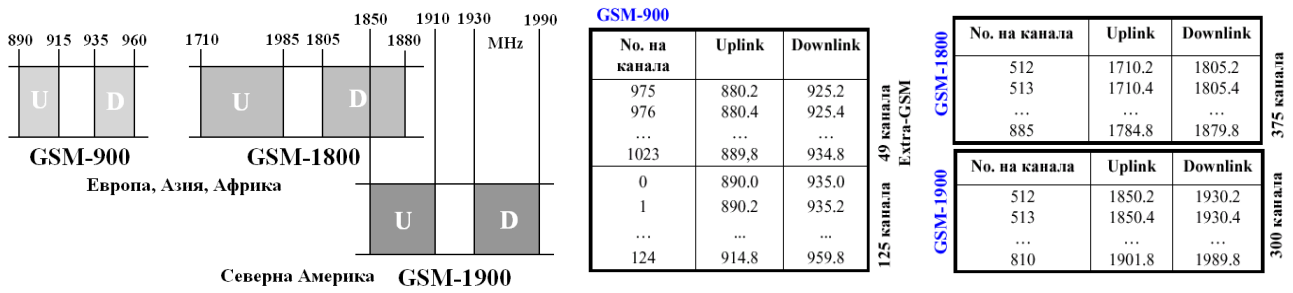 1850 1910 1930 1990
890 915 935 960 1710 1985 1805 1880 MHz
U D U D
GSM-900 GSM-1800
Европа, Азия, Африка
U D
Северна Америка GSM-1900
GSM-900
No. на канала Uplink Downlink
975 880.2 925.2
976 880.4 925.4
... ... ...
1023 889,8 934.8
49 канала
Extra-GSM
0 890.0 935.0
1 890.2 935.2
... ... ...
124 914.8 959.8
125 канала
GSM-1800
No. на канала Uplink Downlink
512 1710.2 1805.2
513 1710.4 1805.4
... ... ...
885 1784.8 1879.8
375 канала
GSM-1900
No. на канала Uplink Downlink
512 1850.2 1930.2
513 1850.4 1930.4
... ... ...
810 1901.8 1989.8
300 канала